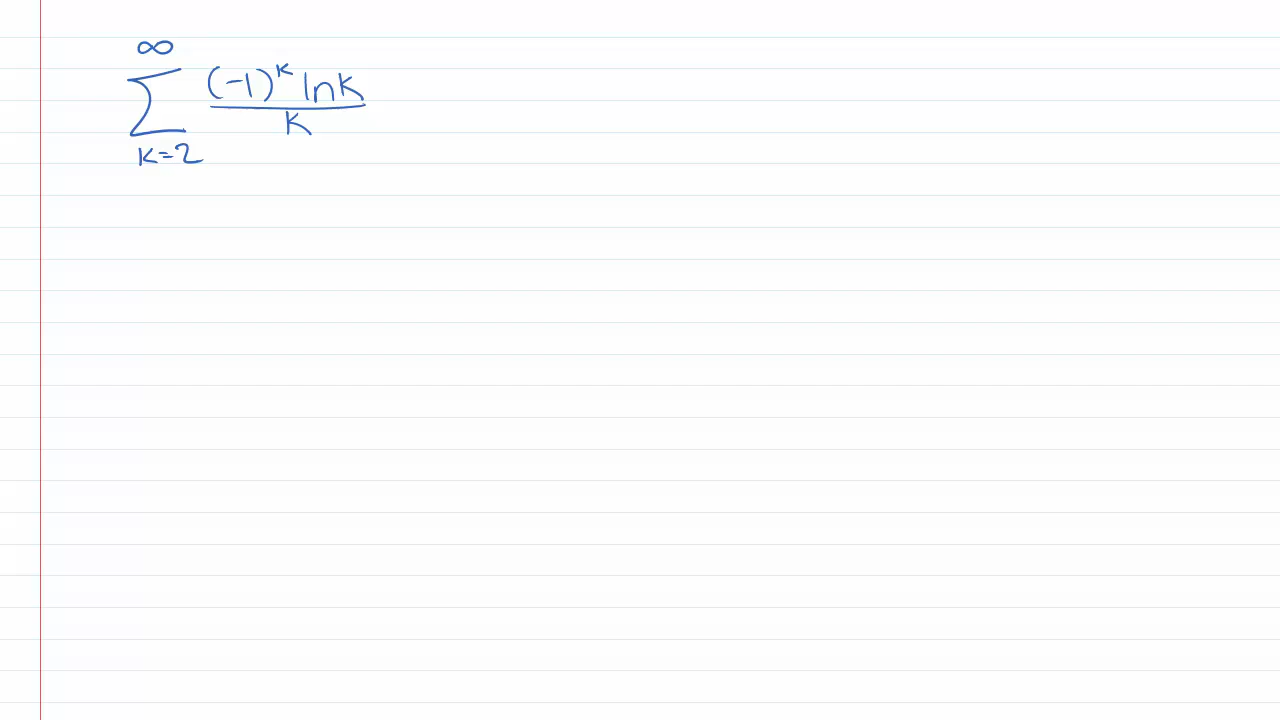 ∞
∑ (-1)^k ln k / k
k=2